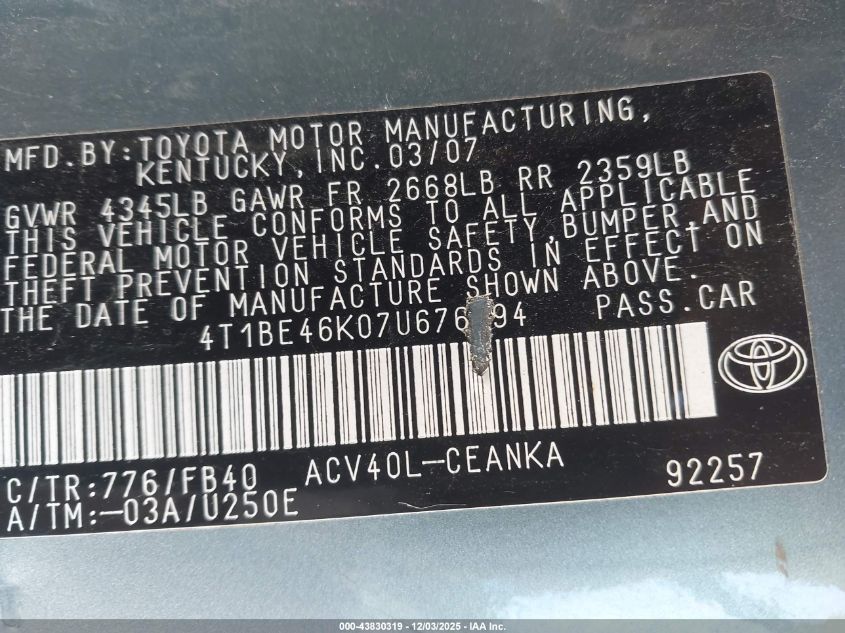 MFD.BY:TOYOTA MOTOR MANUFACTURING,
KENTUCKY,INC.03/07
GVWR 4345LB GAWR FR 2668LB RR 2359LB
THIS VEHICLE CONFORMS TO ALL APPLICABLE
FEDERAL MOTOR VEHICLE SAFETY,BUMPER,AND
THEFT PREVENTION STANDARDS IN EFFECT ON
THE DATE OF MANUFACTURE SHOWN ABOVE.
PASS.CAR
C/TR:776/FB40 ACV40L-CEANKA 92257
A/TM:-03A/U250E
000-43830319 - 12/03/2025 - IAA Inc.